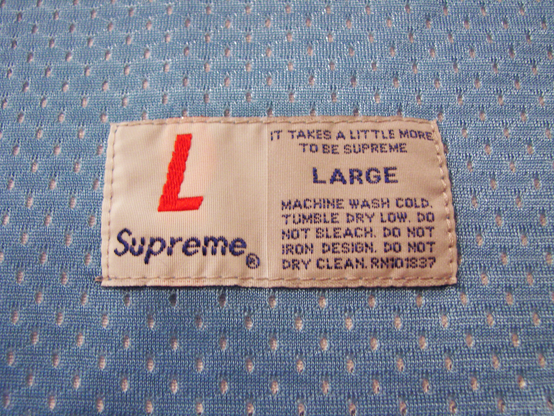 L
Supreme®
IT TAKES A LITTLE MORE
TO BE SUPREME
LARGE
MACHINE WASH COLD.
TUMBLE DRY LOW. DO
NOT BLEACH. DO NOT
IRON DESIGN. DO NOT
DRY CLEAN. RN101837